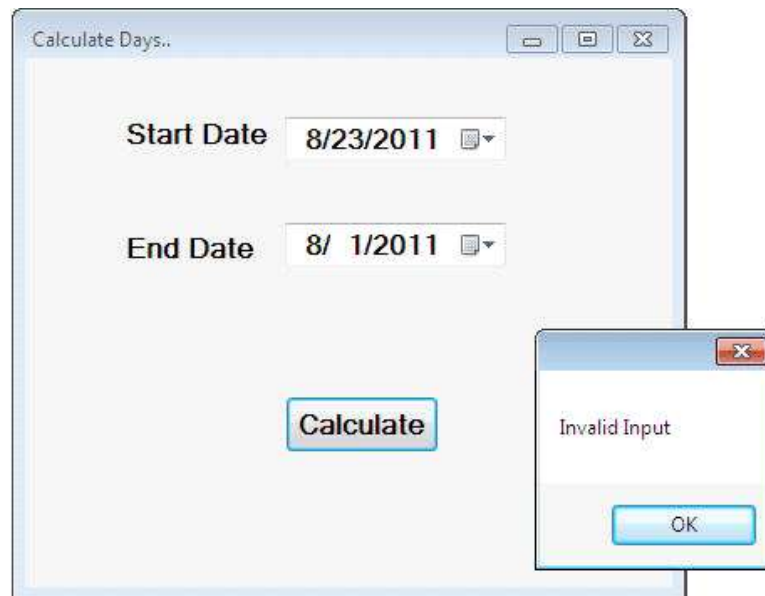 Calculate Days..
Start Date 8/23/2011
End Date 8/ 1/2011
Calculate
Invalid Input
OK